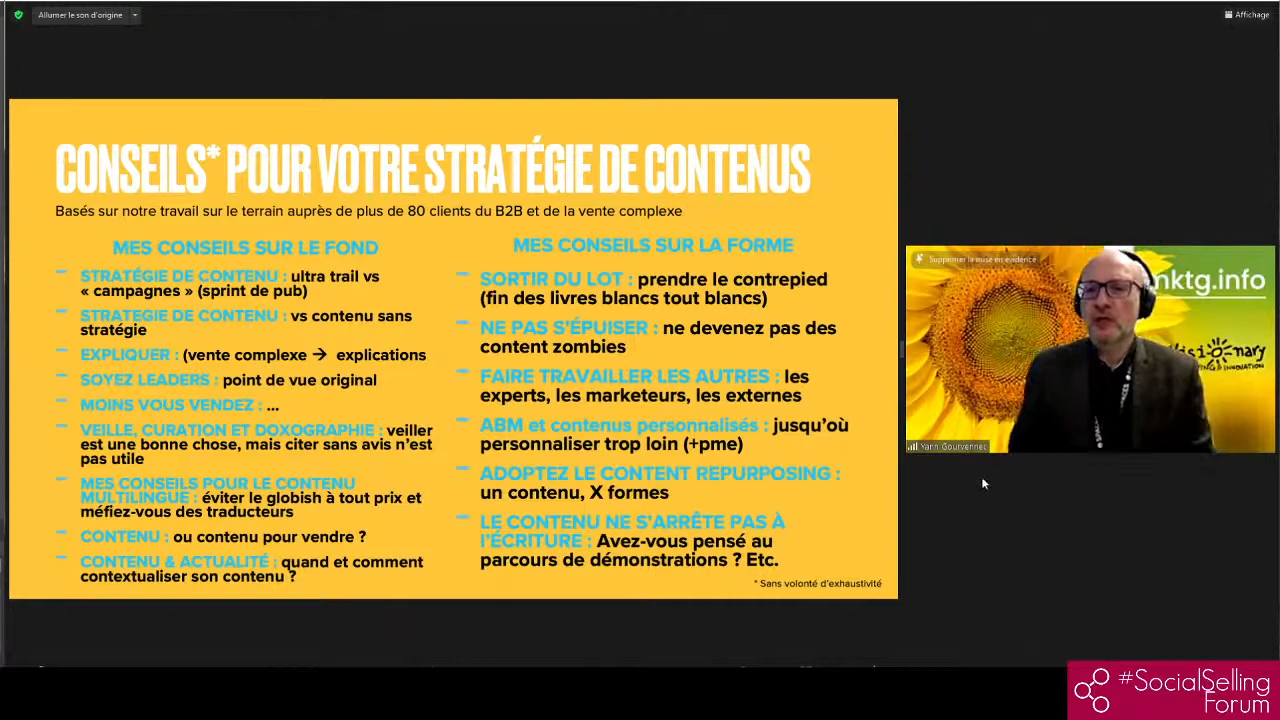 Allumer le son d'origine
Affichage
CONSEILS* POUR VOTRE STRATÉGIE DE CONTENUS
Basés sur notre travail sur le terrain auprès de plus de 80 clients du B2B et de la vente complexe
MES CONSEILS SUR LE FOND
STRATÉGIE DE CONTENU : ultra trail vs
« campagnes » (sprint de pub)
STRATEGIE DE CONTENU : vs contenu sans
stratégie
EXPLIQUER : (vente complexe → explications
SOYEZ LEADERS : point de vue original
MOINS VOUS VENDEZ : ...
VEILLE, CURATION ET DOXOGRAPHIE : veiller
est une bonne chose, mais citer sans avis n'est
pas utile
MES CONSEILS POUR LE CONTENU
MULTILINGUE : éviter le globish à tout prix et
méfiez-vous des traducteurs
CONTENU : ou contenu pour vendre ?
CONTENU & ACTUALITÉ : quand et comment
contextualiser son contenu ?
MES CONSEILS SUR LA FORME
SORTIR DU LOT : prendre le contrepied
(fin des livres blancs tout blancs)
NE PAS S'ÉPUISER : ne devenez pas des
content zombies
FAIRE TRAVAILLER LES AUTRES : les
experts, les marketeurs, les externes
ABM et contenus personnalisés : jusqu'où
personnaliser trop loin (+pme)
ADOPTEZ LE CONTENT REPURPOSING :
un contenu, X formes
LE CONTENU NE S'ARRÊTE PAS À
l'ÉCRITURE : Avez-vous pensé au
parcours de démonstrations ? Etc.
* Sans volonté d'exhaustivité
Supprimer la mise en évidence
mktg.info
Yann Gourvennec
#SocialSelling
Forum